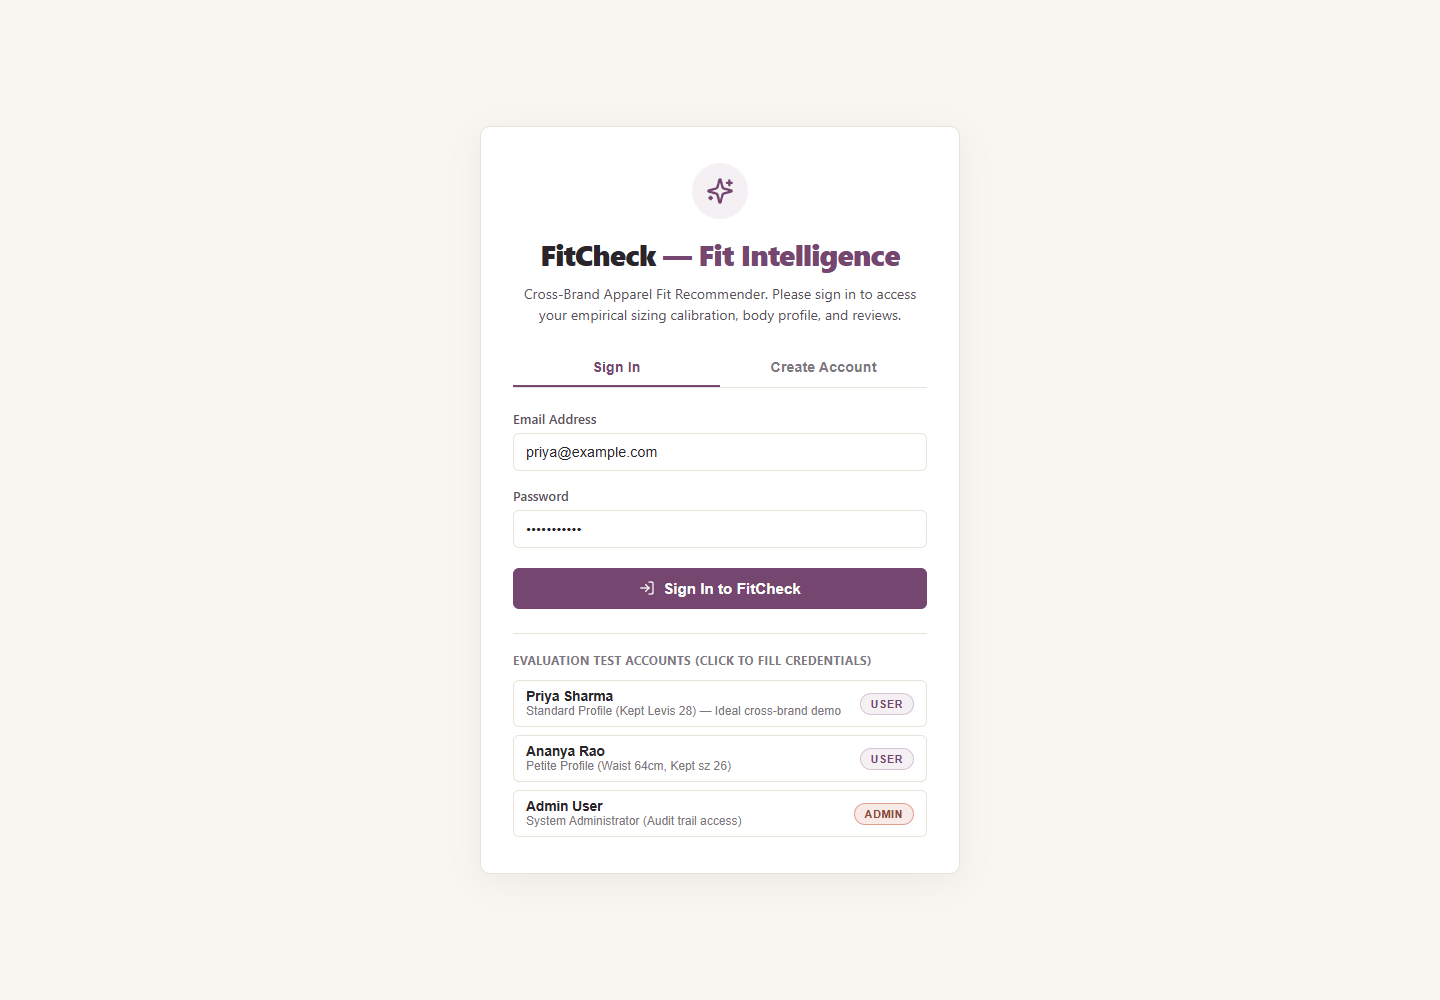 FitCheck — Fit Intelligence
Cross-Brand Apparel Fit Recommender. Please sign in to access
your empirical sizing calibration, body profile, and reviews.
Sign In
Create Account
Email Address
priya@example.com
Password
•••••••••••
Sign In to FitCheck
EVALUATION TEST ACCOUNTS (CLICK TO FILL CREDENTIALS)
Priya Sharma
Standard Profile (Kept Levis 28) — Ideal cross-brand demo
USER
Ananya Rao
Petite Profile (Waist 64cm, Kept sz 26)
USER
Admin User
System Administrator (Audit trail access)
ADMIN